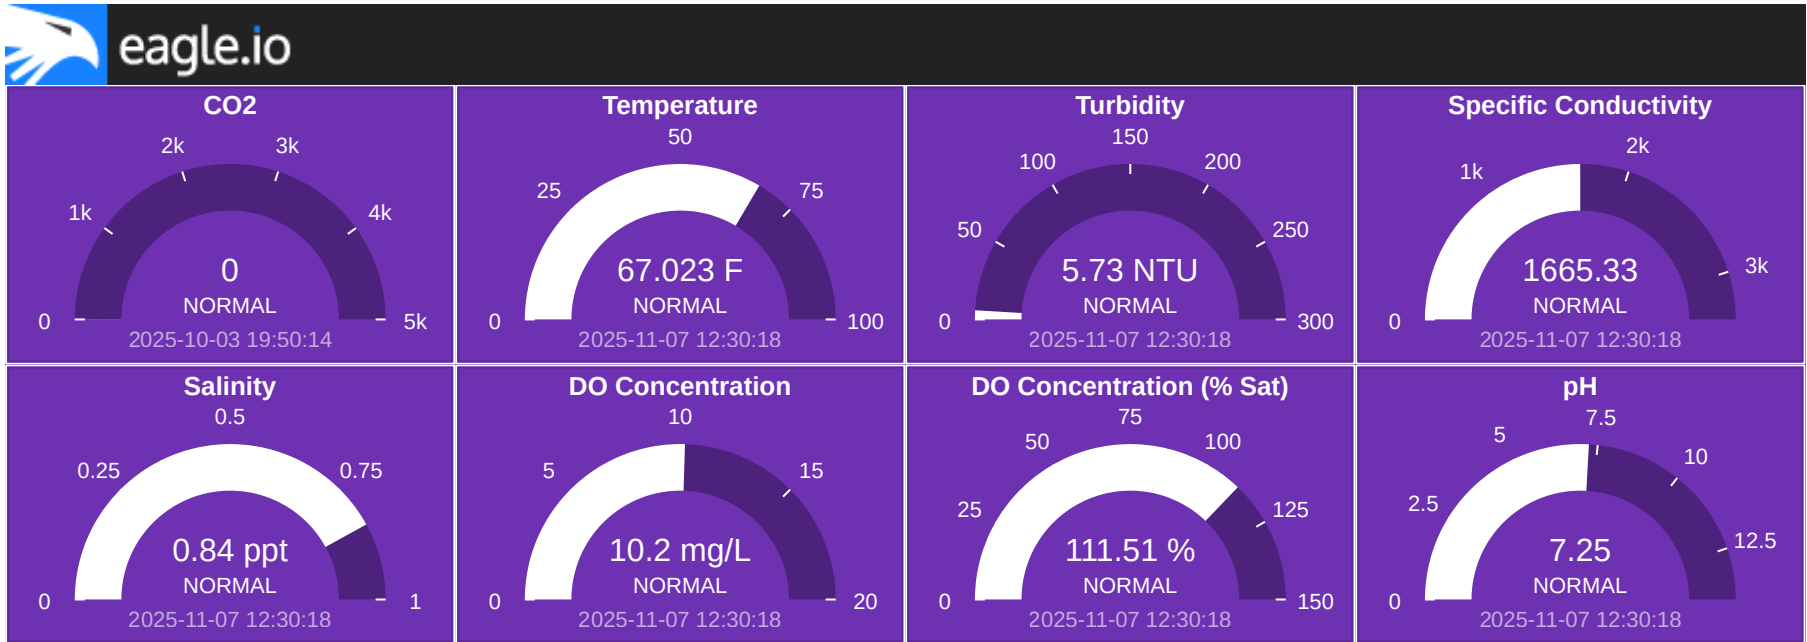 eagle.io
CO2
0
1k
2k
3k
4k
5k
0
NORMAL
2025-10-03 19:50:14
Temperature
0
25
50
75
100
67.023 F
NORMAL
2025-11-07 12:30:18
Turbidity
0
50
100
150
200
250
300
5.73 NTU
NORMAL
2025-11-07 12:30:18
Specific Conductivity
0
1k
2k
3k
1665.33
NORMAL
2025-11-07 12:30:18
Salinity
0
0.25
0.5
0.75
1
0.84 ppt
NORMAL
2025-11-07 12:30:18
DO Concentration
0
5
10
15
20
10.2 mg/L
NORMAL
2025-11-07 12:30:18
DO Concentration (% Sat)
0
25
50
75
100
125
150
111.51 %
NORMAL
2025-11-07 12:30:18
pH
0
2.5
5
7.5
10
12.5
7.25
NORMAL
2025-11-07 12:30:18